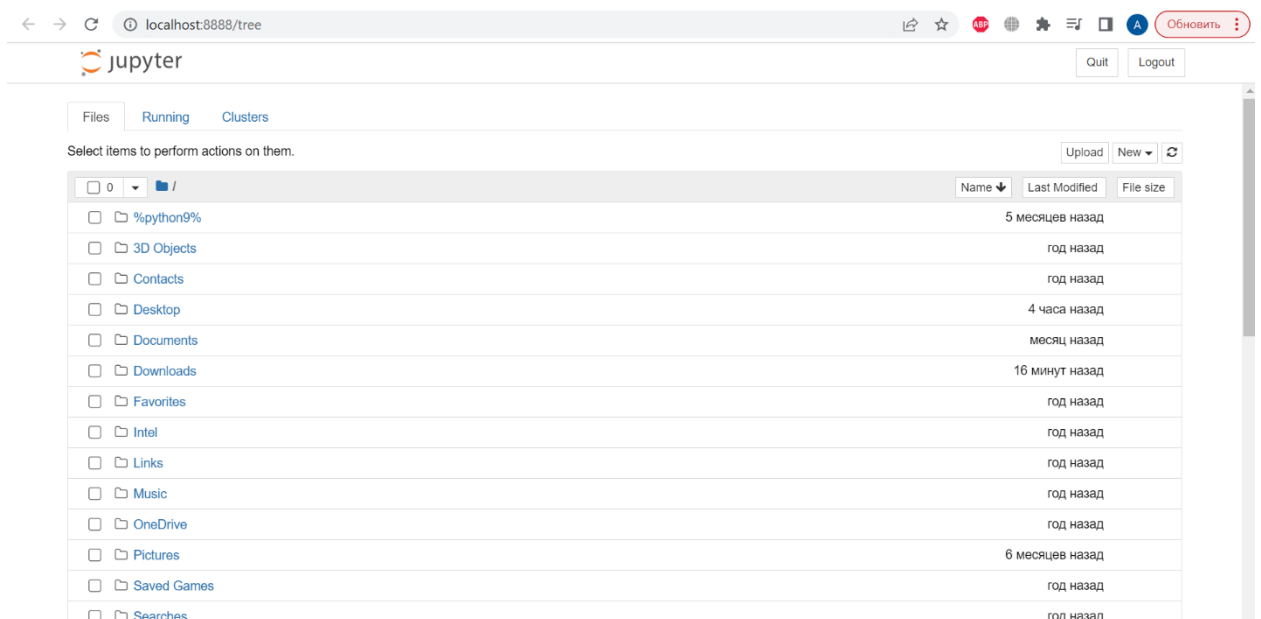 localhost:8888/tree ABP A Обновить
jupyter Quit Logout
Files Running Clusters
Select items to perform actions on them. Upload New
0 / Name Last Modified File size
%python9% 5 месяцев назад
3D Objects год назад
Contacts год назад
Desktop 4 часа назад
Documents месяц назад
Downloads 16 минут назад
Favorites год назад
Intel год назад
Links год назад
Music год назад
OneDrive год назад
Pictures 6 месяцев назад
Saved Games год назад
Searches год назад